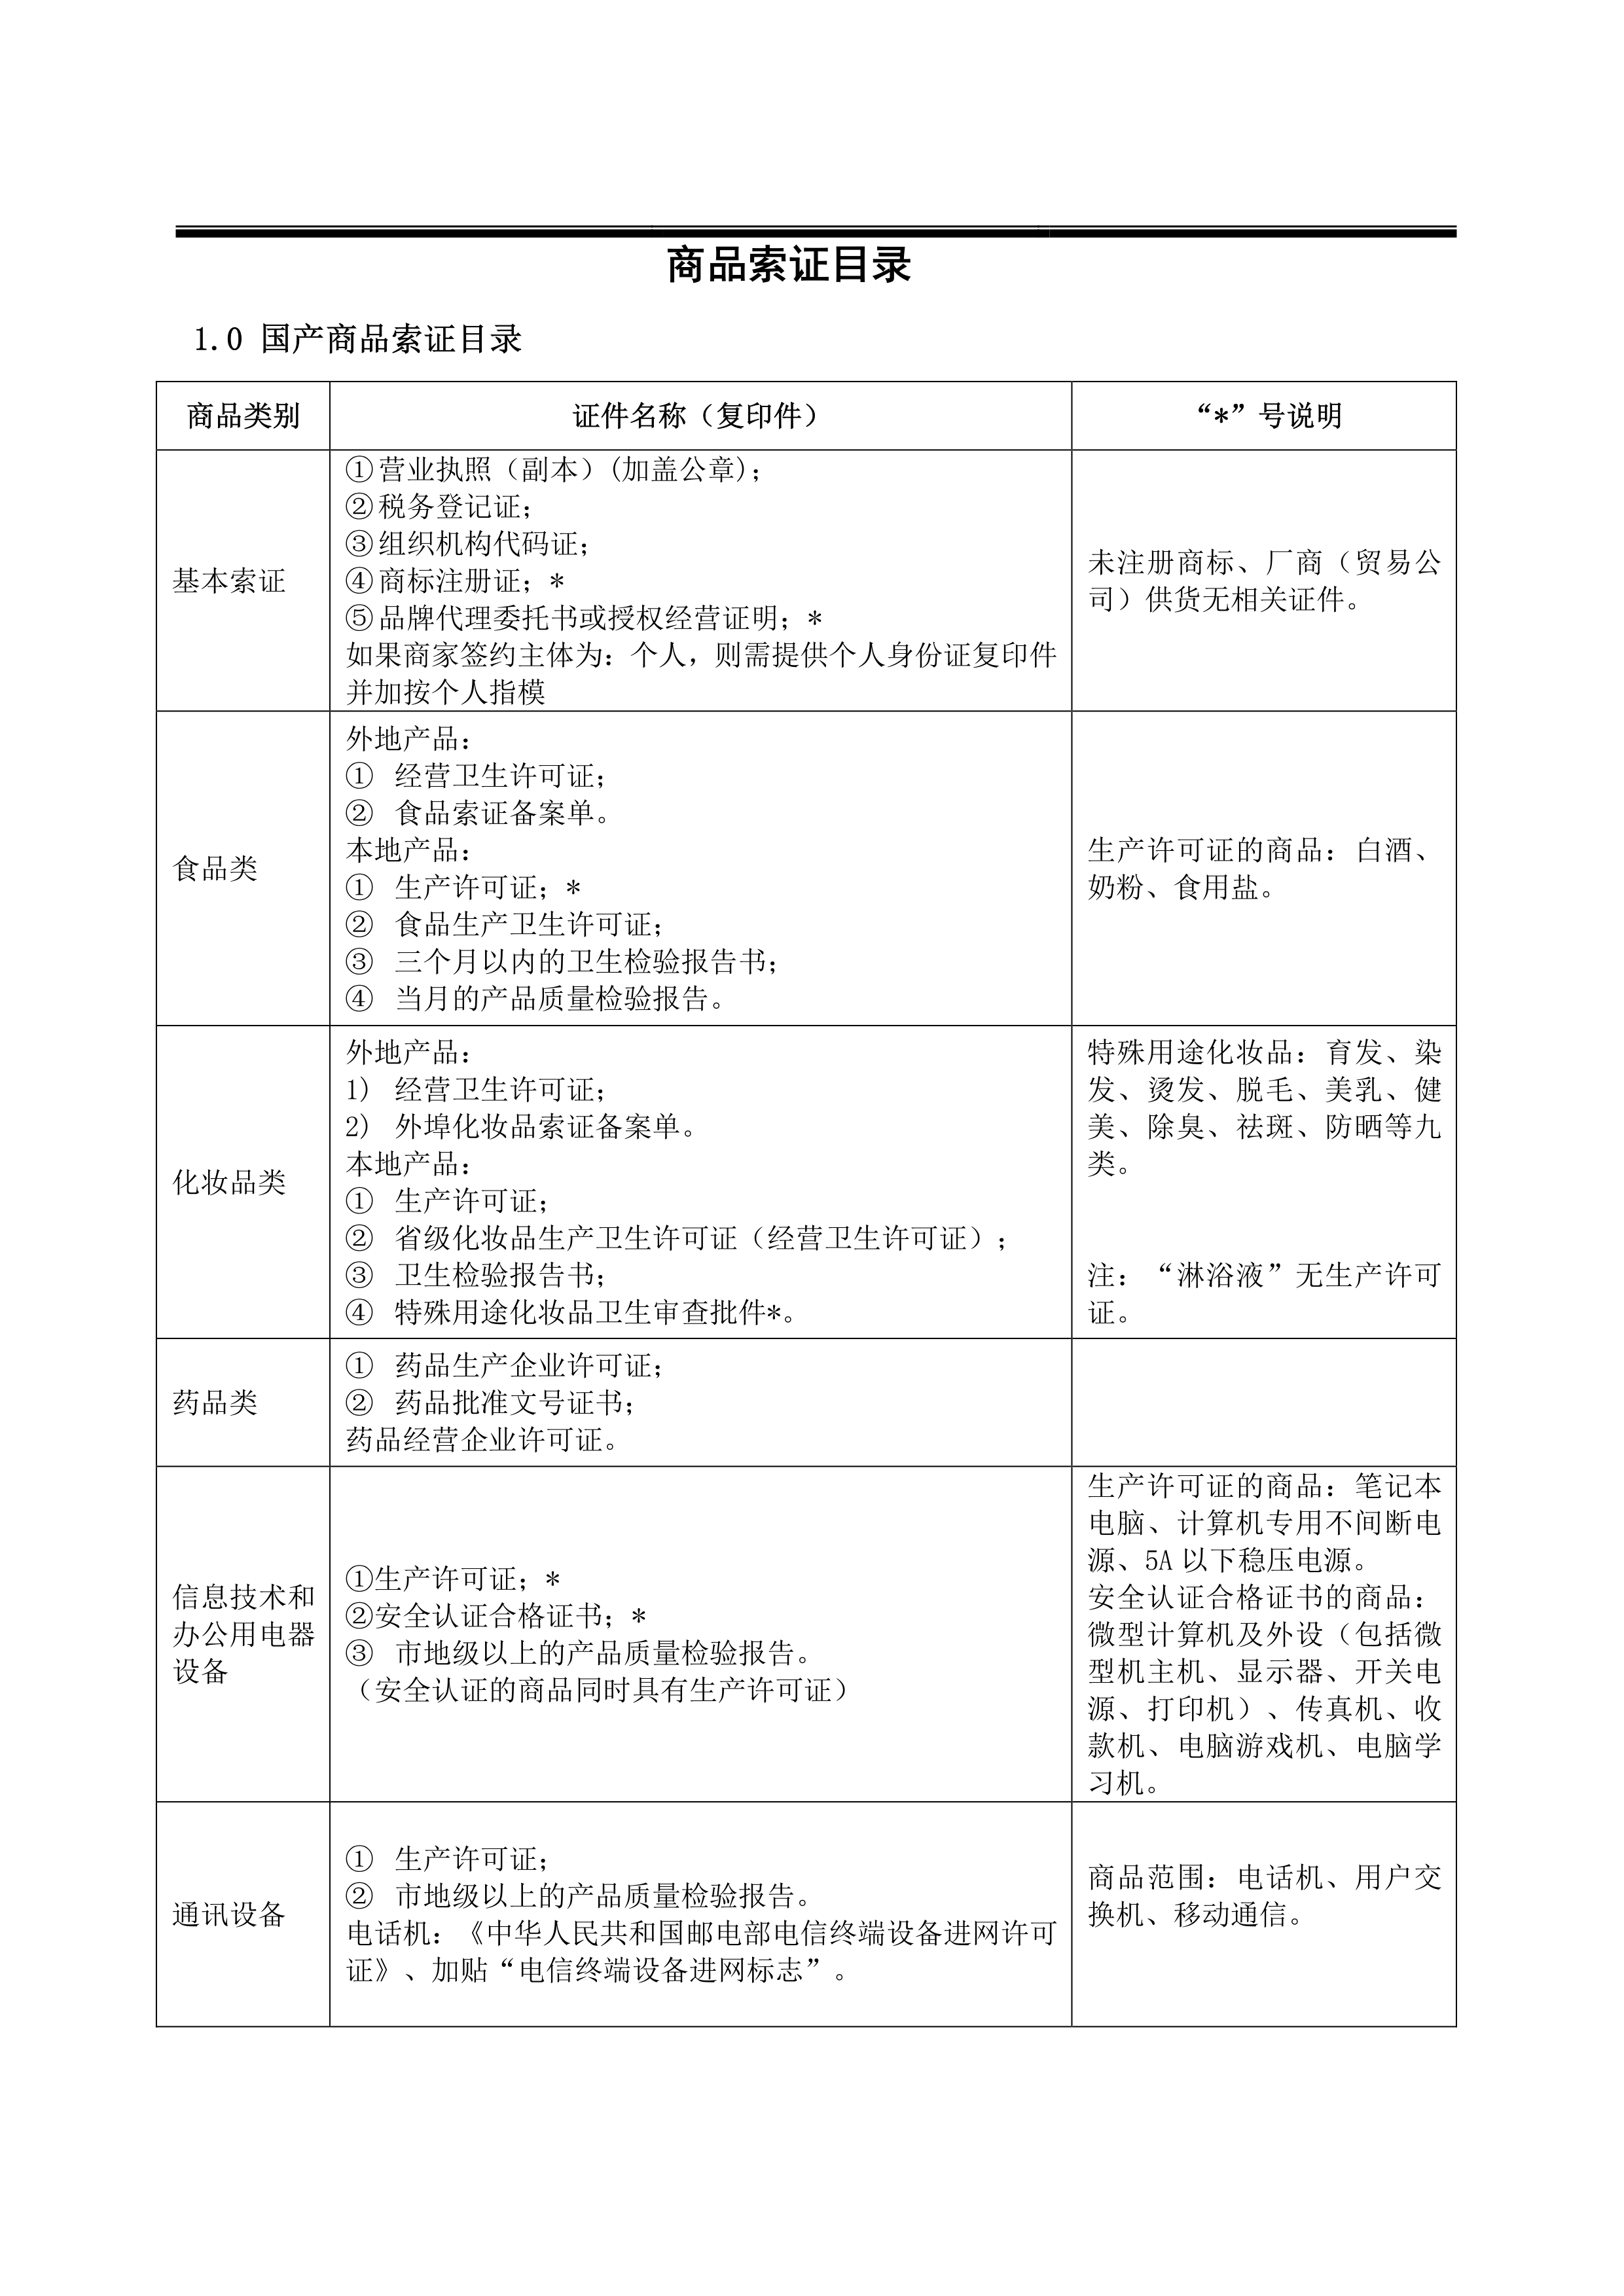 商品索证目录
1.0 国产商品索证目录
商品类别
证件名称（复印件）
“*”号说明
基本索证
①营业执照（副本）(加盖公章)；
②税务登记证；
③组织机构代码证；
④商标注册证；*
⑤品牌代理委托书或授权经营证明；*
如果商家签约主体为：个人，则需提供个人身份证复印件
并加按个人指模
未注册商标、厂商（贸易公
司）供货无相关证件。
食品类
外地产品：
① 经营卫生许可证；
② 食品索证备案单。
本地产品：
① 生产许可证；*
② 食品生产卫生许可证；
③ 三个月以内的卫生检验报告书；
④ 当月的产品质量检验报告。
生产许可证的商品：白酒、
奶粉、食用盐。
化妆品类
外地产品：
1) 经营卫生许可证；
2) 外埠化妆品索证备案单。
本地产品：
① 生产许可证；
② 省级化妆品生产卫生许可证（经营卫生许可证）；
③ 卫生检验报告书；
④ 特殊用途化妆品卫生审查批件*。
特殊用途化妆品：育发、染
发、烫发、脱毛、美乳、健
美、除臭、祛斑、防晒等九
类。
注：“淋浴液”无生产许可
证。
药品类
① 药品生产企业许可证；
② 药品批准文号证书；
药品经营企业许可证。
信息技术和
办公用电器
设备
①生产许可证；*
②安全认证合格证书；*
③ 市地级以上的产品质量检验报告。
（安全认证的商品同时具有生产许可证）
生产许可证的商品：笔记本
电脑、计算机专用不间断电
源、5A 以下稳压电源。
安全认证合格证书的商品：
微型计算机及外设（包括微
型机主机、显示器、开关电
源、打印机）、传真机、收
款机、电脑游戏机、电脑学
习机。
通讯设备
① 生产许可证；
② 市地级以上的产品质量检验报告。
电话机：《中华人民共和国邮电部电信终端设备进网许可
证》、加贴“电信终端设备进网标志”。
商品范围：电话机、用户交
换机、移动通信。